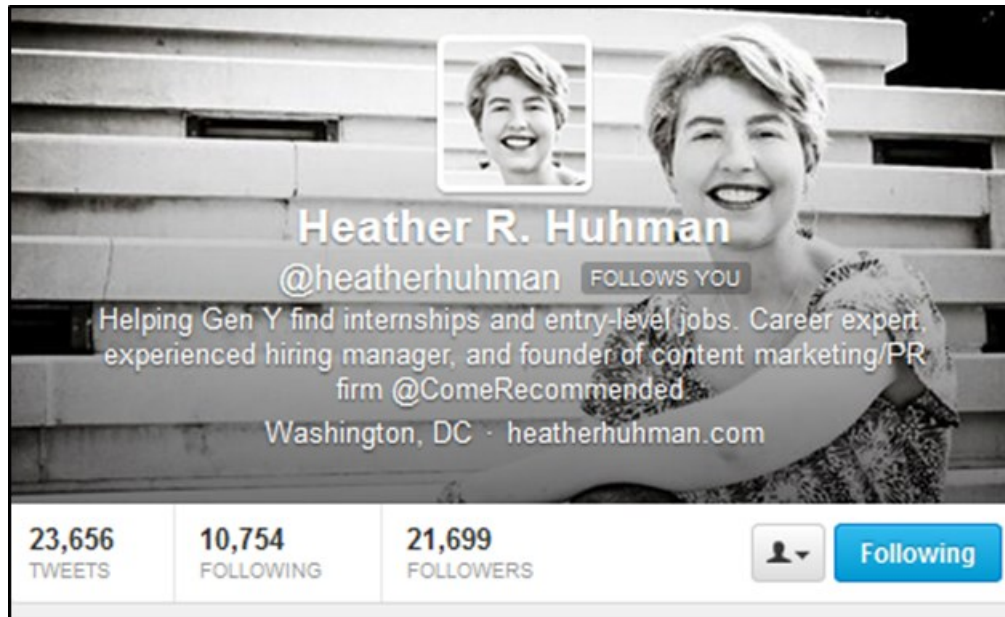 Heather R. Huhman
@heatherhuhman FOLLOWS YOU
Helping Gen Y find internships and entry-level jobs. Career expert,
experienced hiring manager, and founder of content marketing/PR
firm @ComeRecommended.
Washington, DC · heatherhuhman.com
23,656 10,754 21,699 Following
TWEETS FOLLOWING FOLLOWERS